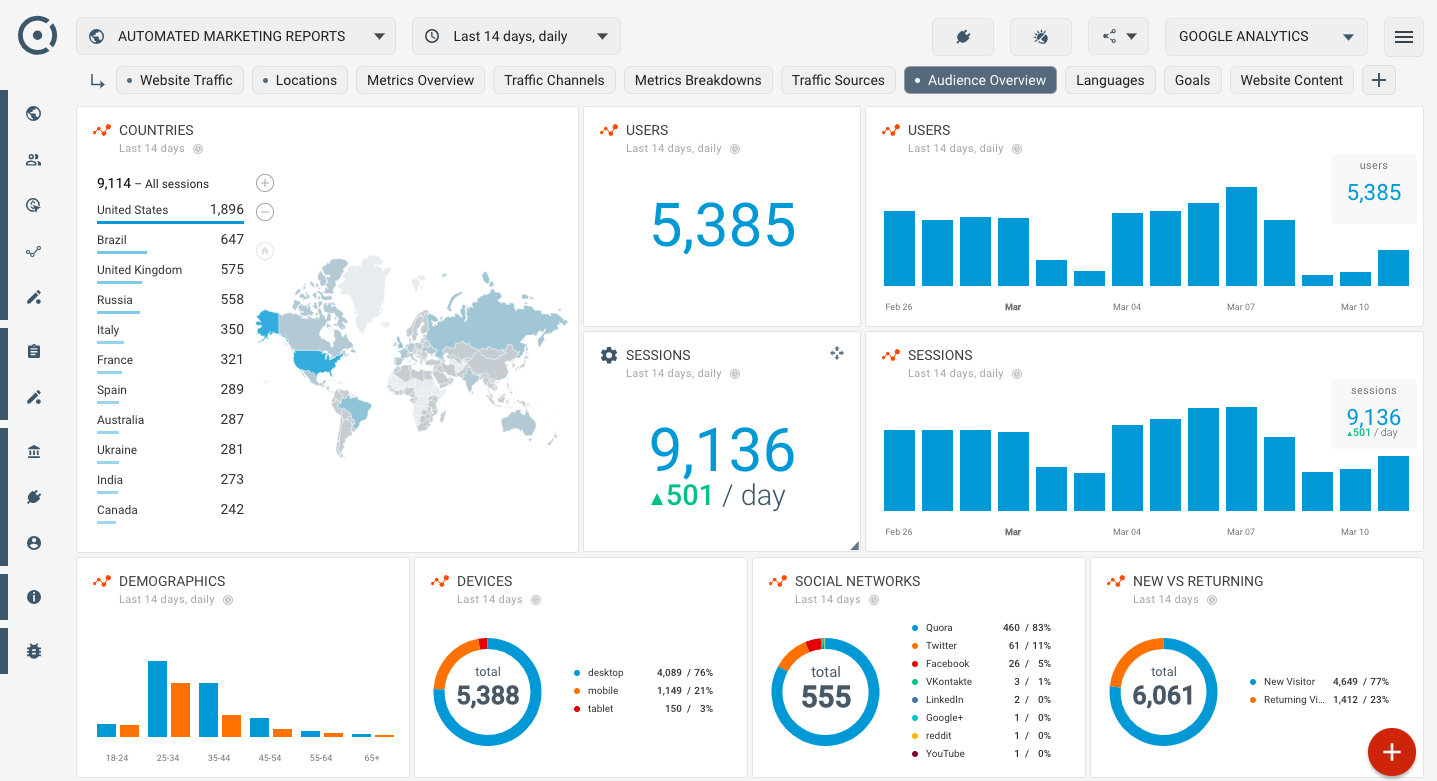 AUTOMATED MARKETING REPORTS
Last 14 days, daily
GOOGLE ANALYTICS
Website Traffic
Locations
Metrics Overview
Traffic Channels
Metrics Breakdowns
Traffic Sources
Audience Overview
Languages
Goals
Website Content
COUNTRIES
Last 14 days
9,114 – All sessions
United States 1,896
Brazil 647
United Kingdom 575
Russia 558
Italy 350
France 321
Spain 289
Australia 287
Ukraine 281
India 273
Canada 242
USERS
Last 14 days, daily
5,385
USERS
Last 14 days, daily
users
5,385
Feb 26 Mar Mar 04 Mar 07 Mar 10
SESSIONS
Last 14 days, daily
9,136
▲501 / day
SESSIONS
Last 14 days, daily
sessions
9,136
▲501 / day
Feb 26 Mar Mar 04 Mar 07 Mar 10
DEMOGRAPHICS
Last 14 days, daily
18-24 25-34 35-44 45-54 55-64 65+
DEVICES
Last 14 days
total
5,388
desktop 4,089 / 76%
mobile 1,149 / 21%
tablet 150 / 3%
SOCIAL NETWORKS
Last 14 days
total
555
Quora 460 / 83%
Twitter 61 / 11%
Facebook 26 / 5%
VKontakte 3 / 1%
LinkedIn 2 / 0%
Google+ 1 / 0%
reddit 1 / 0%
YouTube 1 / 0%
NEW VS RETURNING
Last 14 days
total
6,061
New Visitor 4,649 / 77%
Returning Vi... 1,412 / 23%